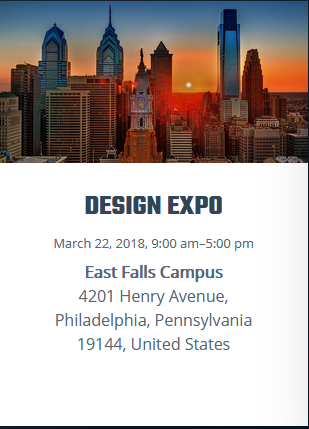 DESIGN EXPO
March 22, 2018, 9:00 am–5:00 pm
East Falls Campus
4201 Henry Avenue,
Philadelphia, Pennsylvania
19144, United States